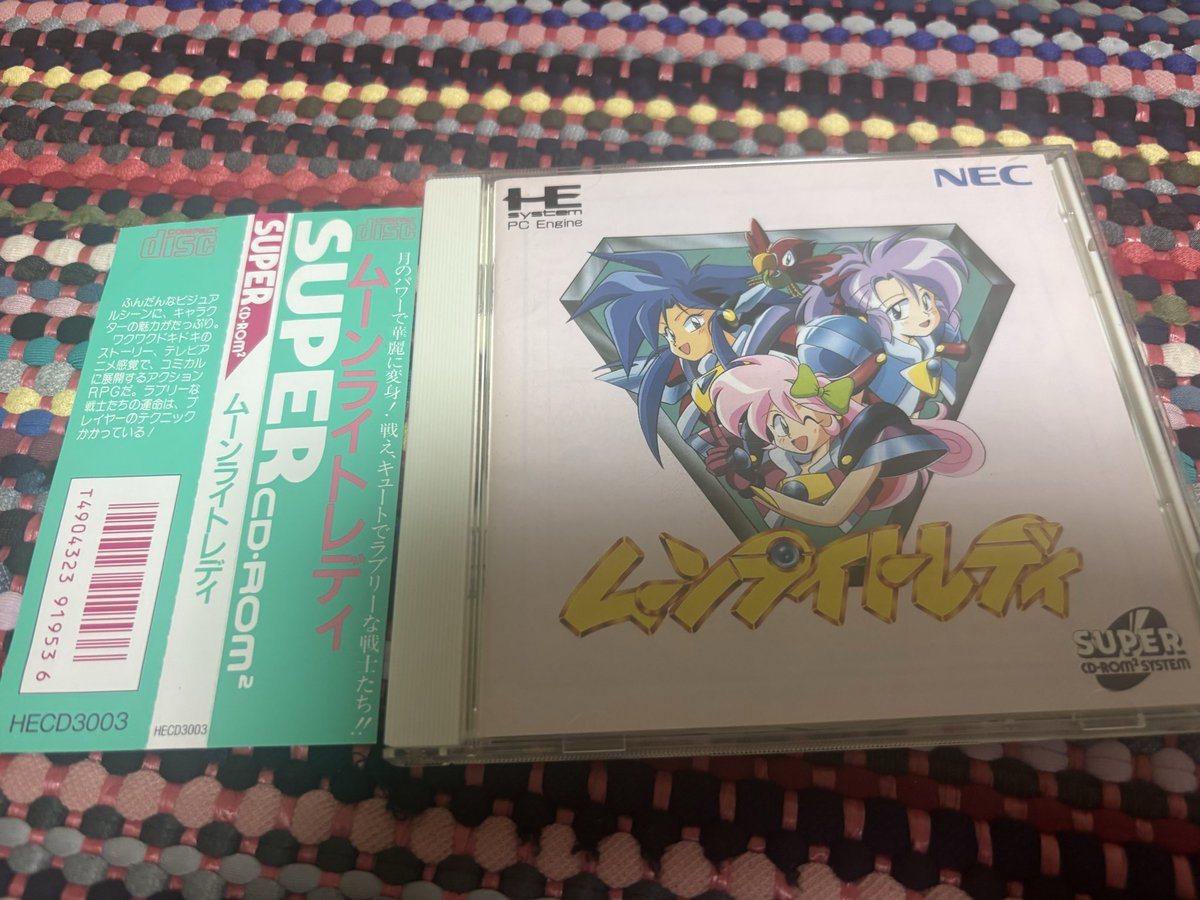 COMPACT
disc
ふんだんなビジュア
ルシーンに、キャラク
ターの魅力がたっぷり。
ワクワクドキドキの
ストーリー、テレビア
ニメ感覚で、コミカル
に展開するアクション
RPGだ。ラブリーな
戦士たちの運命は、プ
レイヤーのテクニック
かかっている!
T4904323 91953 6
HECD3003
SUPER CD-ROM²
ムーンライトレディ
HECD3003
SUPER CD・ROM²
COMPACT
disc
ムーンライトレディ
月のパワーで華麗に変身!戦え、キュートでラブリーな戦士たち!!
HE
system
PC Engine
NEC
ムーンライトレディ
SUPER
CD-ROM² SYSTEM